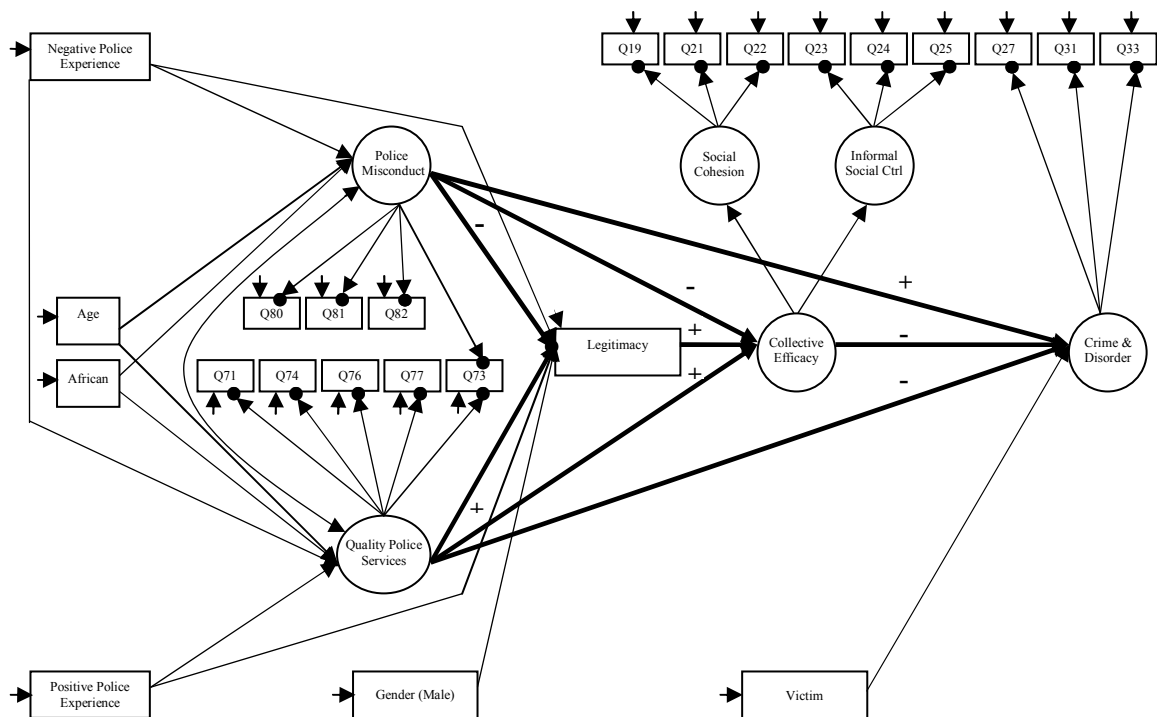 Negative Police
Experience
Q19
Q21
Q22
Q23
Q24
Q25
Q27
Q31
Q33
Police
Misconduct
Social
Cohesion
Informal
Social Ctrl
-
-
+
Q80
Q81
Q82
Age
African
Q71
Q74
Q76
Q77
Q73
Legitimacy
+
+
Collective
Efficacy
-
-
Crime &
Disorder
+
Quality Police
Services
Positive Police
Experience
Gender (Male)
Victim